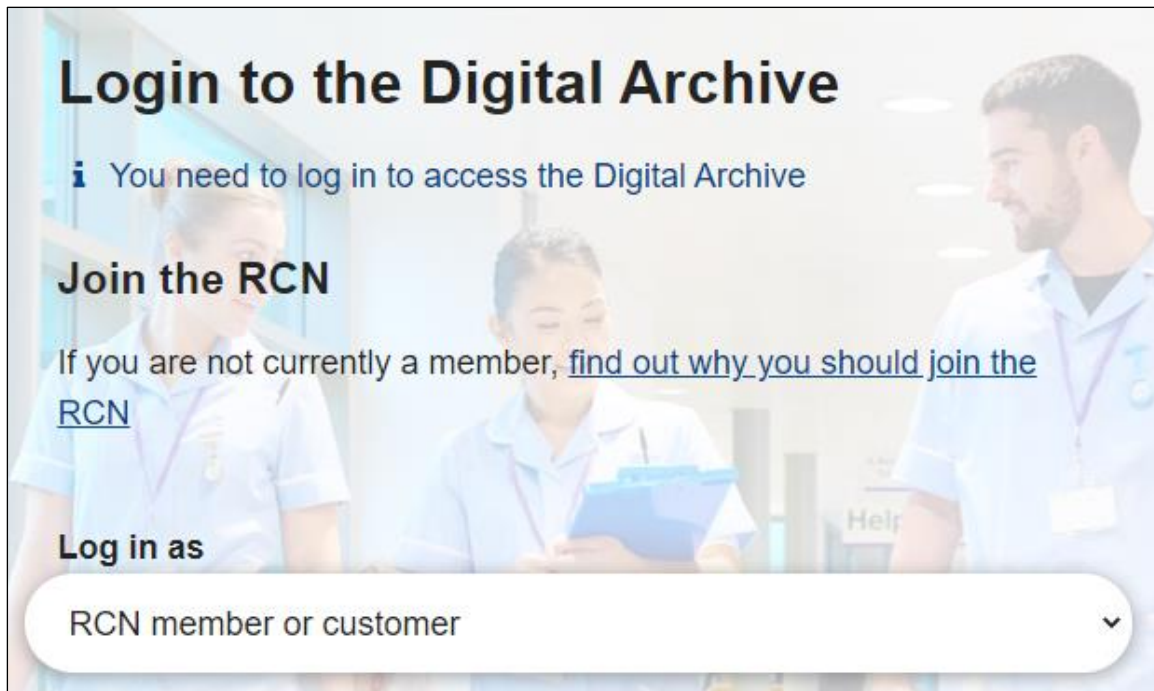 Login to the Digital Archive
i You need to log in to access the Digital Archive
Join the RCN
If you are not currently a member, find out why you should join the
RCN
Help
Log in as
RCN member or customer